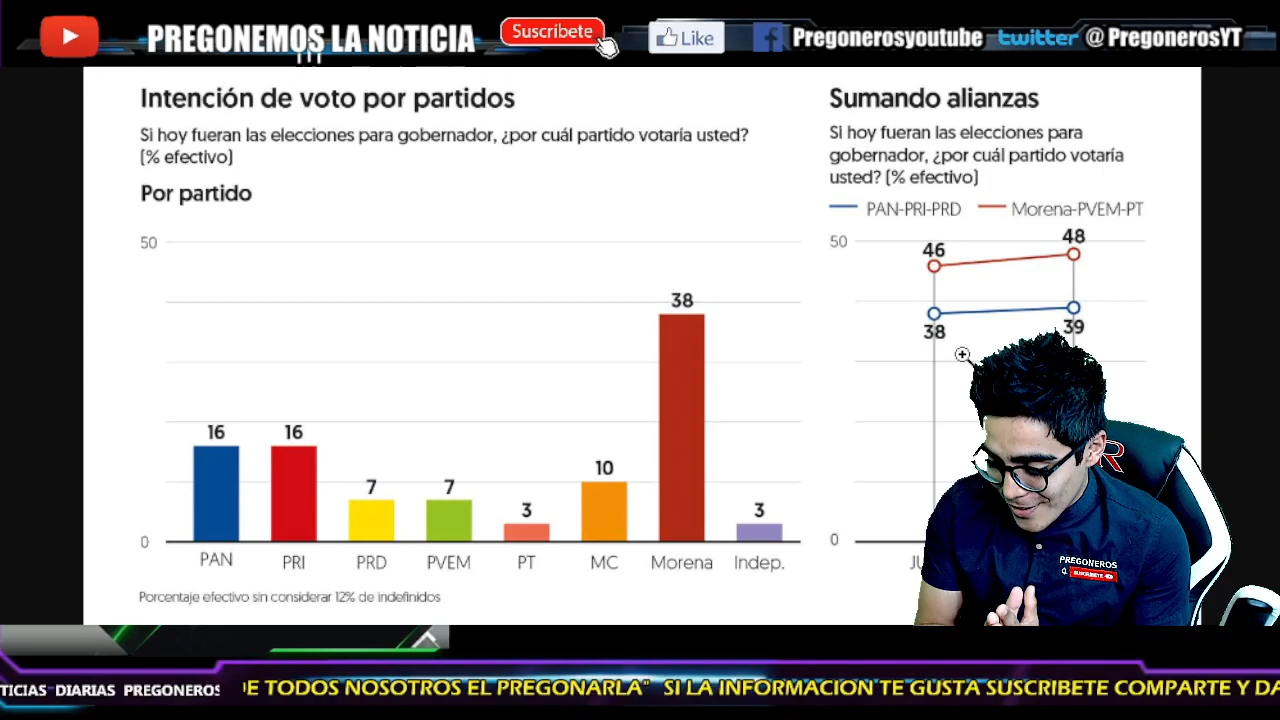 PREGONEMOS LA NOTICIA
Suscríbete
Like
Pregonerosyoutube
twitter @PregonerosYT
Intención de voto por partidos
Si hoy fueran las elecciones para gobernador, ¿por cuál partido votaría usted?
(% efectivo)
Por partido
50
38
16
16
7
7
3
10
3
0
PAN
PRI
PRD
PVEM
PT
MC
Morena
Indep.
Porcentaje efectivo sin considerar 12% de indefinidos
Sumando alianzas
Si hoy fueran las elecciones para
gobernador, ¿por cuál partido votaría
usted? (% efectivo)
PAN-PRI-PRD
Morena-PVEM-PT
50
46
48
38
39
0
R
PREGONEROS
SUSCRIBETE
TICIAS DIARIAS PREGONEROS
E TODOS NOSOTROS EL PREGONARLA" SI LA INFORMACION TE GUSTA SUSCRIBETE COMPARTE Y DA